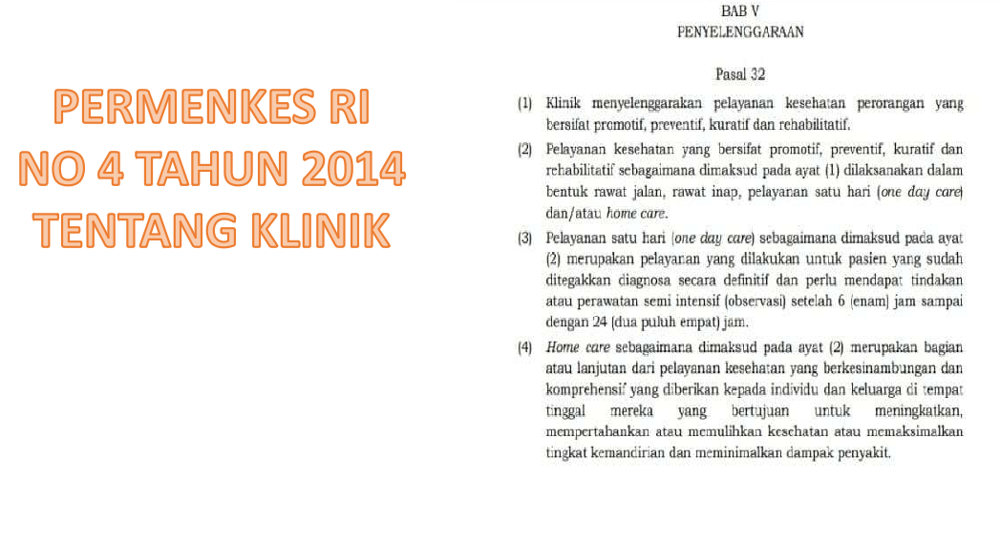 PERMENKES RI
NO 4 TAHUN 2014
TENTANG KLINIK
BAB V
PENYELENGGARAAN
Pasal 32
(1) Klinik menyelenggarakan pelayanan kesehatan perorangan yang
bersifat promotif, preventif, kuratif dan rehabilitatif.
(2) Pelayanan kesehatan yang bersifat promotif, preventif, kuratif dan
rehabilitatif sebagaimana dimaksud pada ayat (1) dilaksanakan dalam
bentuk rawat jalan, rawat inap, pelayanan satu hari (one day care)
dan/atau home care.
(3) Pelayanan satu hari (one day care) sebagaimana dimaksud pada ayat
(2) merupakan pelayanan yang dilakukan untuk pasien yang sudah
ditegakkan diagnosa secara definitif dan perlu mendapat tindakan
atau perawatan semi intensif (observasi) setelah 6 (enam) jam sampai
dengan 24 (dua puluh empat) jam.
(4) Home care sebagaimana dimaksud pada ayat (2) merupakan bagian
atau lanjutan dari pelayanan kesehatan yang berkesinambungan dan
komprehensif yang diberikan kepada individu dan keluarga di tempat
tinggal mereka yang bertujuan untuk meningkatkan,
mempertahankan atau memulihkan kesehatan atau memaksimalkan
tingkat kemandirian dan meminimalkan dampak penyakit.